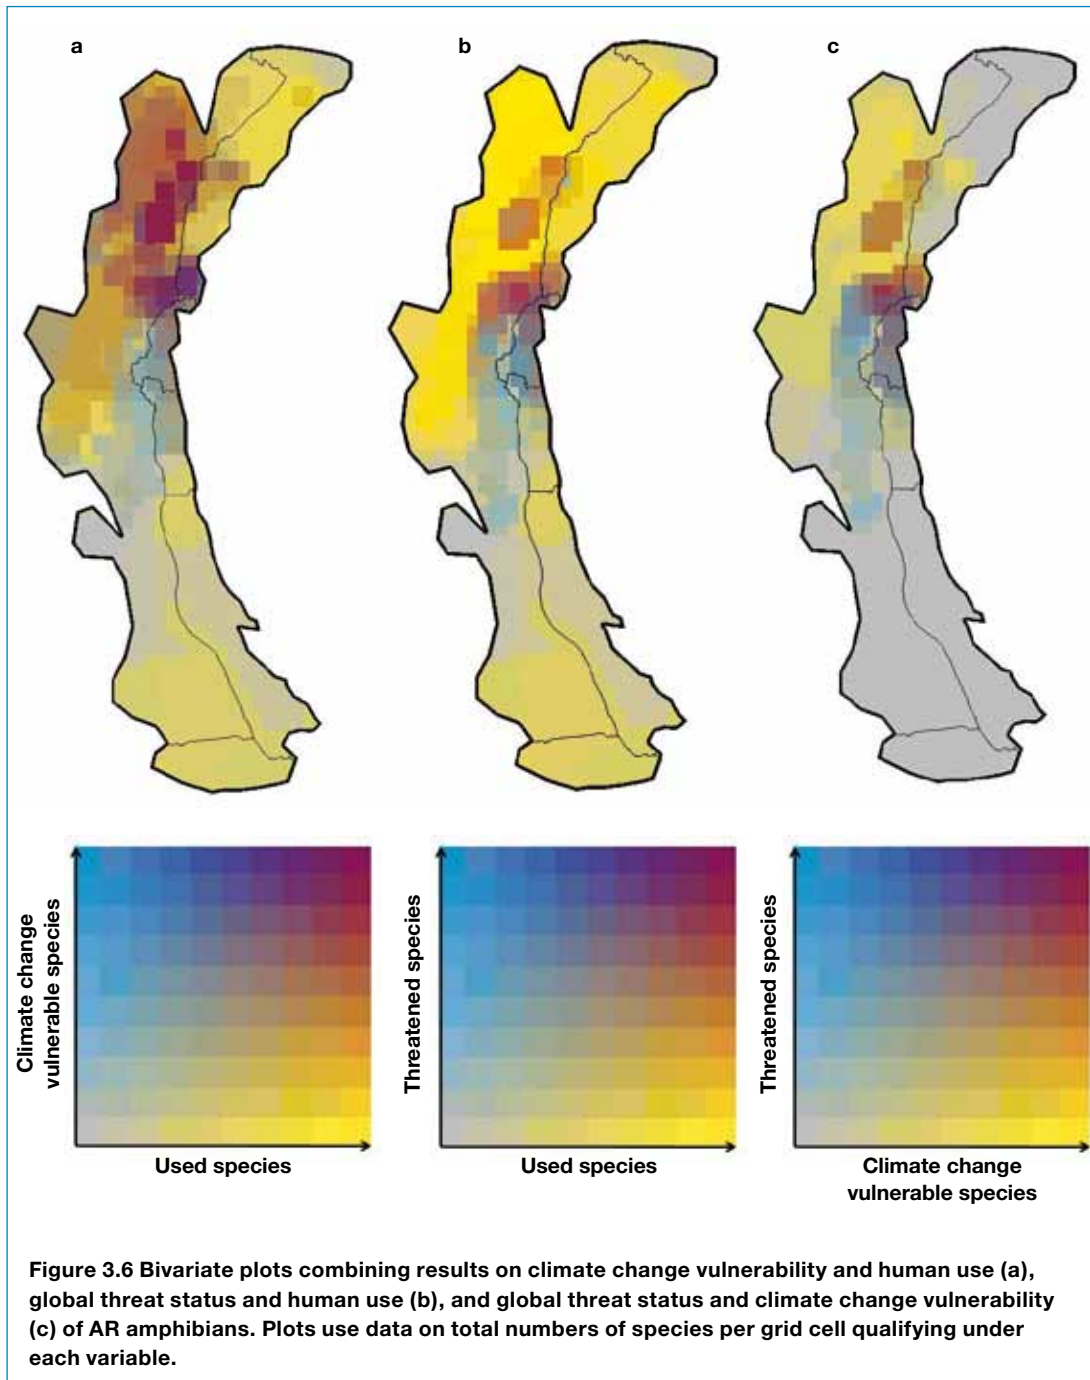 a
b
c
Climate change
vulnerable species
Used species
Threatened species
Used species
Threatened species
Climate change
vulnerable species
Figure 3.6 Bivariate plots combining results on climate change vulnerability and human use (a),
global threat status and human use (b), and global threat status and climate change vulnerability
(c) of AR amphibians. Plots use data on total numbers of species per grid cell qualifying under
each variable.